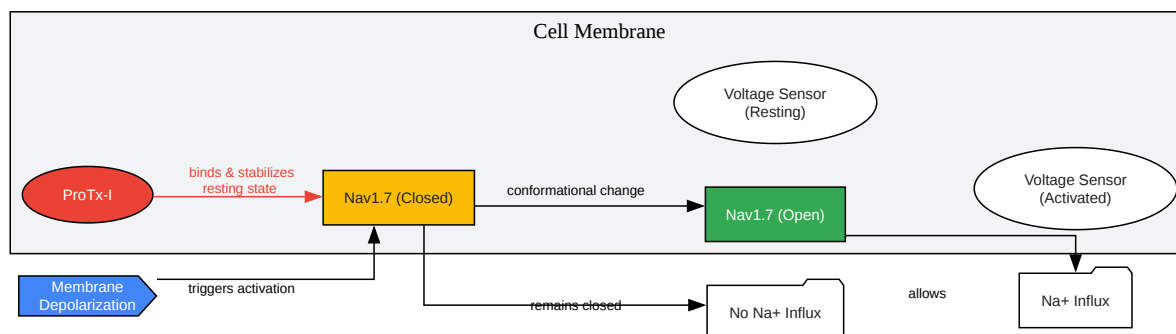 Cell Membrane
Voltage Sensor
(Resting)
binds & stabilizes
resting state
ProTx-I
Nav1.7 (Closed)
conformational change
Nav1.7 (Open)
Voltage Sensor
(Activated)
Membrane
Depolarization
triggers activation
remains closed
No Na+ Influx
allows
Na+ Influx